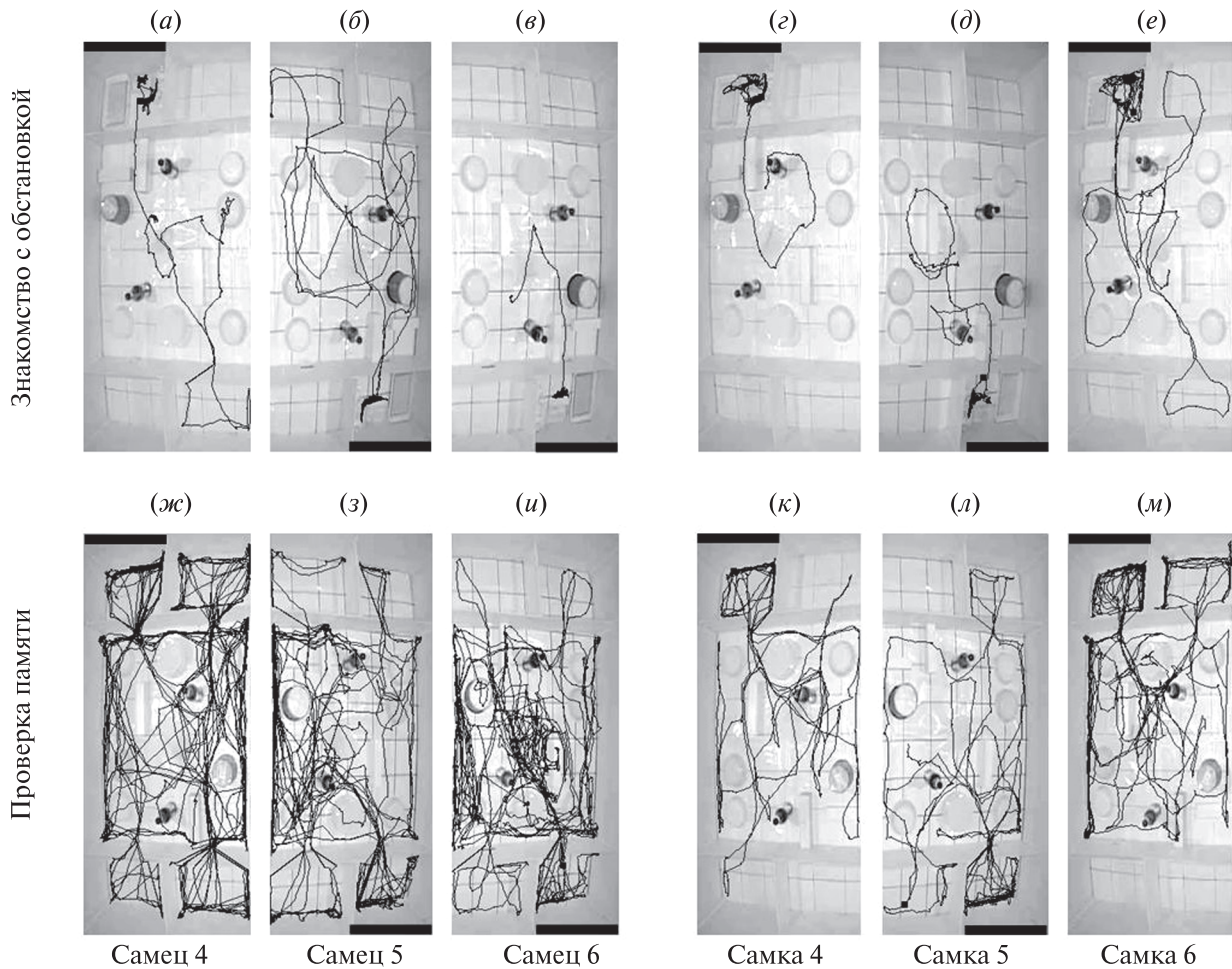 (а) (б) (в) (г) (д) (е)
Знакомство с обстановкой
(ж) (з) (и) (к) (л) (м)
Проверка памяти
Самец 4 Самец 5 Самец 6 Самка 4 Самка 5 Самка 6